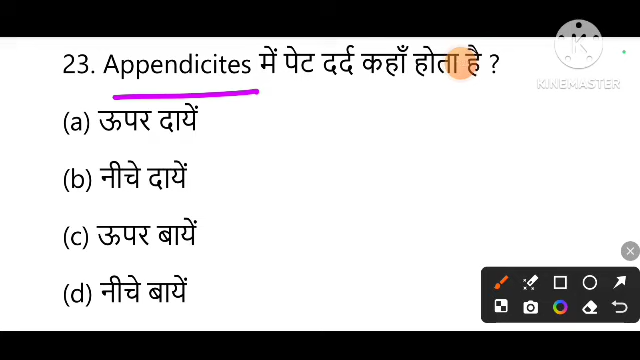 23. Appendicites में पेट दर्द कहाँ होता है ?
KINEMASTER
(a) ऊपर दायें
(b) नीचे दायें
(c) ऊपर बायें
(d) नीचे बायें